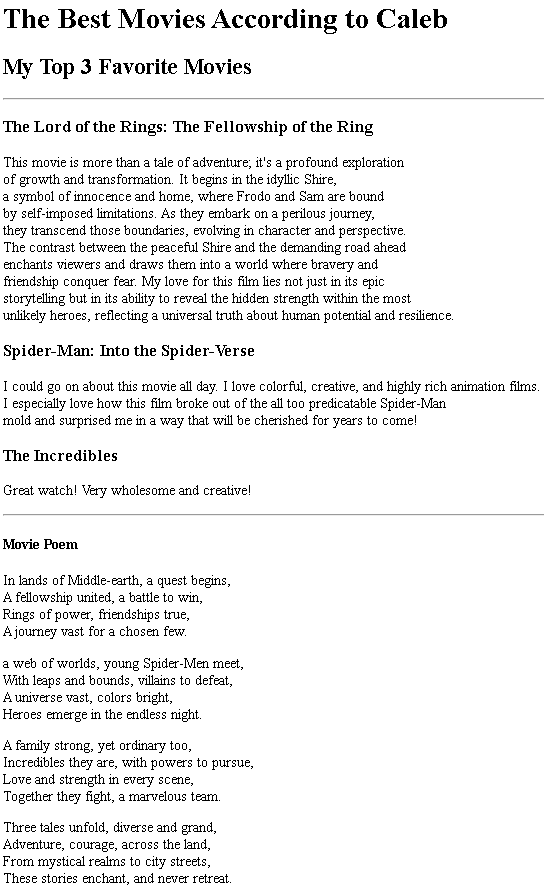 The Best Movies According to Caleb
My Top 3 Favorite Movies
The Lord of the Rings: The Fellowship of the Ring
This movie is more than a tale of adventure; it's a profound exploration
of growth and transformation. It begins in the idyllic Shire,
a symbol of innocence and home, where Frodo and Sam are bound
by self-imposed limitations. As they embark on a perilous journey,
they transcend those boundaries, evolving in character and perspective.
The contrast between the peaceful Shire and the demanding road ahead
enchants viewers and draws them into a world where bravery and
friendship conquer fear. My love for this film lies not just in its epic
storytelling but in its ability to reveal the hidden strength within the most
unlikely heroes, reflecting a universal truth about human potential and resilience.
Spider-Man: Into the Spider-Verse
I could go on about this movie all day. I love colorful, creative, and highly rich animation films.
I especially love how this film broke out of the all too predicatable Spider-Man
mold and surprised me in a way that will be cherished for years to come!
The Incredibles
Great watch! Very wholesome and creative!
Movie Poem
In lands of Middle-earth, a quest begins,
A fellowship united, a battle to win,
Rings of power, friendships true,
A journey vast for a chosen few.
a web of worlds, young Spider-Men meet,
With leaps and bounds, villains to defeat,
A universe vast, colors bright,
Heroes emerge in the endless night.
A family strong, yet ordinary too,
Incredibles they are, with powers to pursue,
Love and strength in every scene,
Together they fight, a marvelous team.
Three tales unfold, diverse and grand,
Adventure, courage, across the land,
From mystical realms to city streets,
These stories enchant, and never retreat.